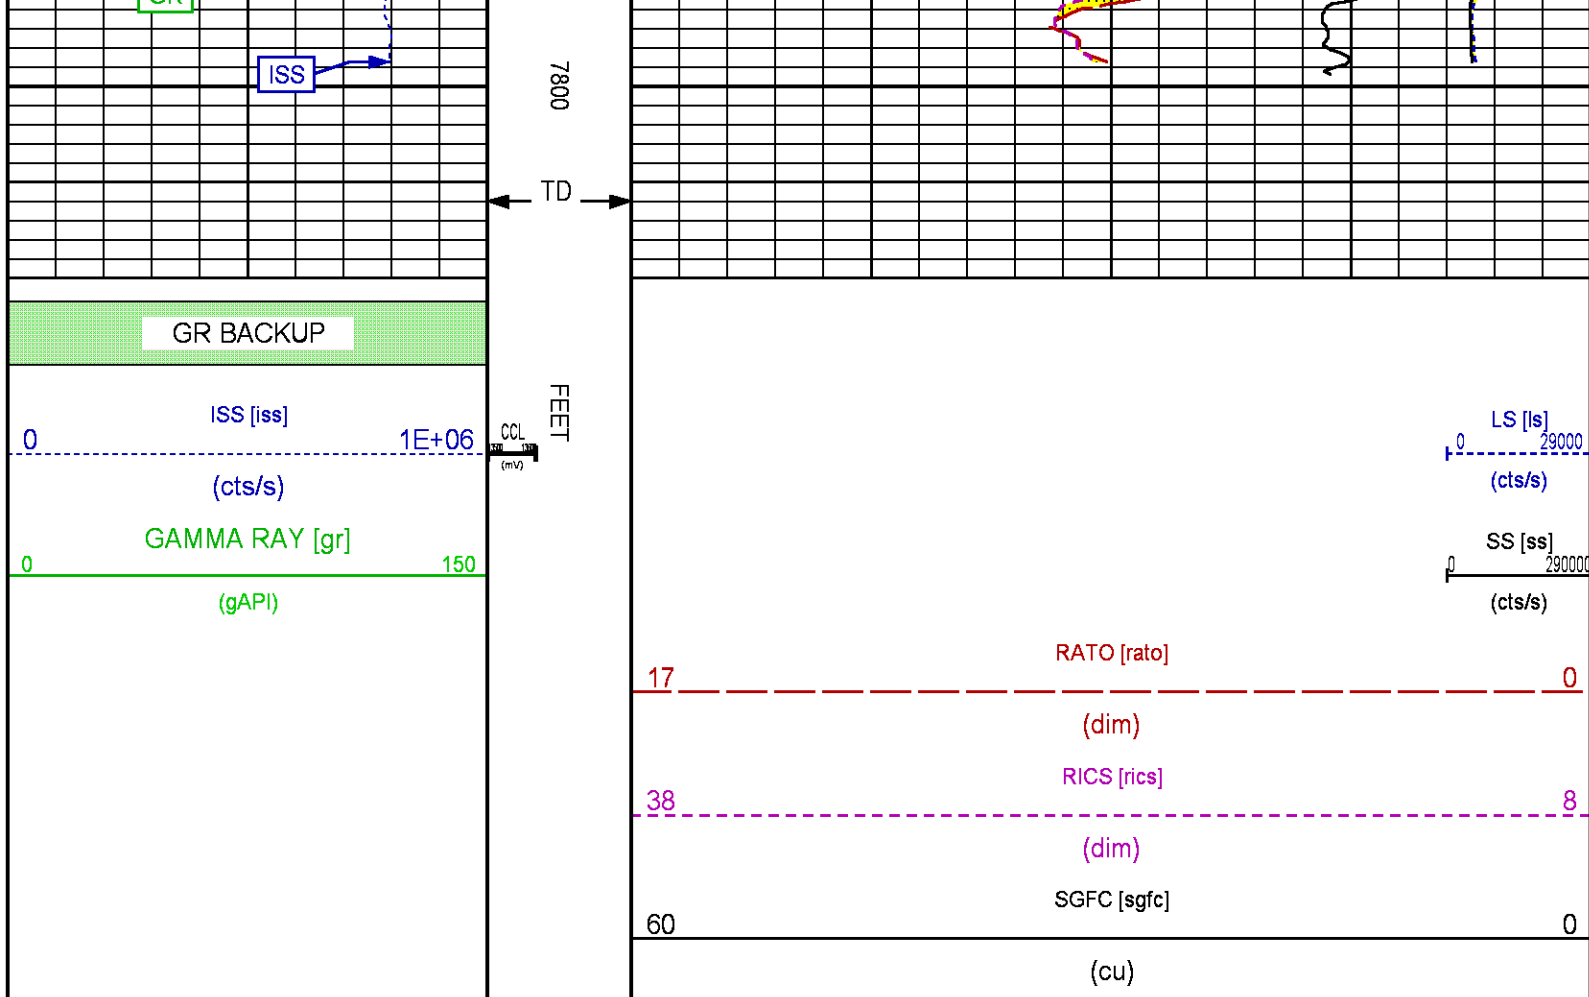 GR
ISS
7800
TD
GR BACKUP
FEET
ISS [iss]
0 1E+06
(cts/s)
CCL
(mV)
LS [ls]
0 29000
(cts/s)
GAMMA RAY [gr]
0 150
(gAPI)
SS [ss]
0 290000
(cts/s)
RATO [rato]
17 0
(dim)
RICS [rics]
38 8
(dim)
SGFC [sgfc]
60 0
(cu)